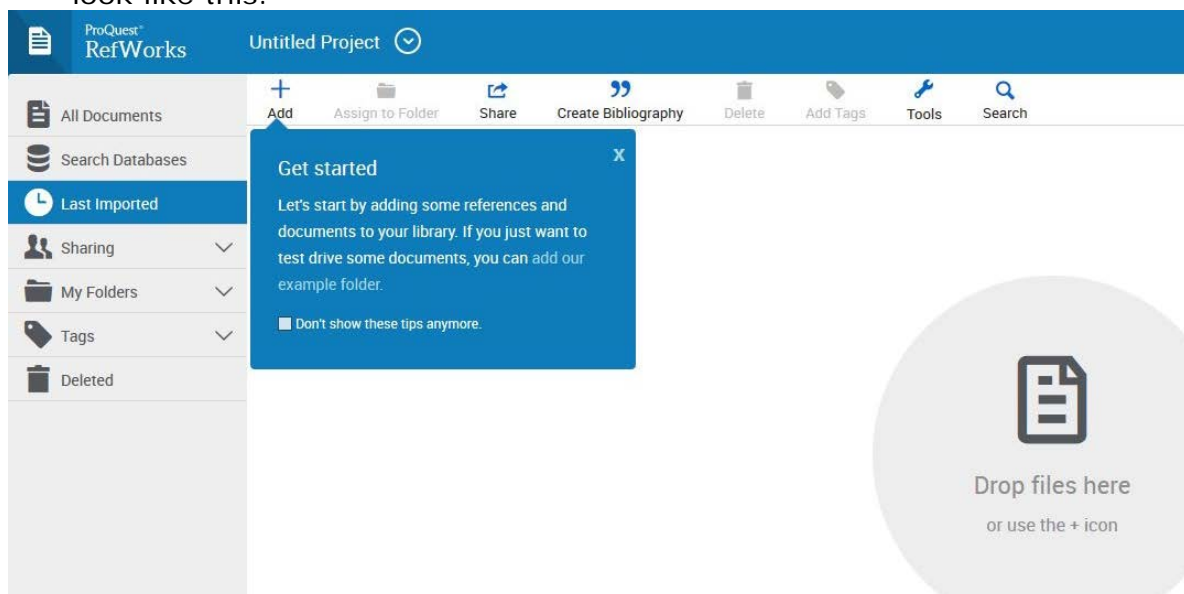 look like this:
ProQuest®
RefWorks
Untitled Project
Add
Assign to Folder
Share
Create Bibliography
Delete
Add Tags
Tools
Search
All Documents
Search Databases
Last Imported
Sharing
My Folders
Tags
Deleted
Get started
X
Let's start by adding some references and
documents to your library. If you just want to
test drive some documents, you can add our
example folder.
Don't show these tips anymore.
Drop files here
or use the + icon